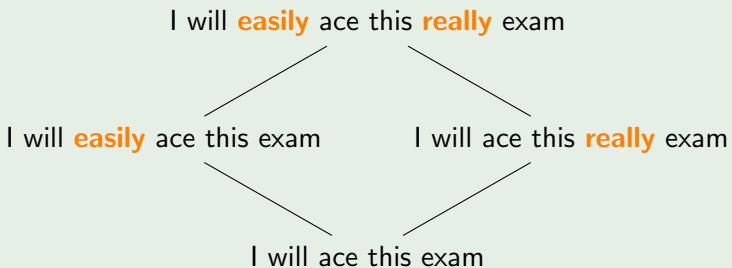 I will easily ace this really exam
I will easily ace this exam
I will ace this really exam
I will ace this exam